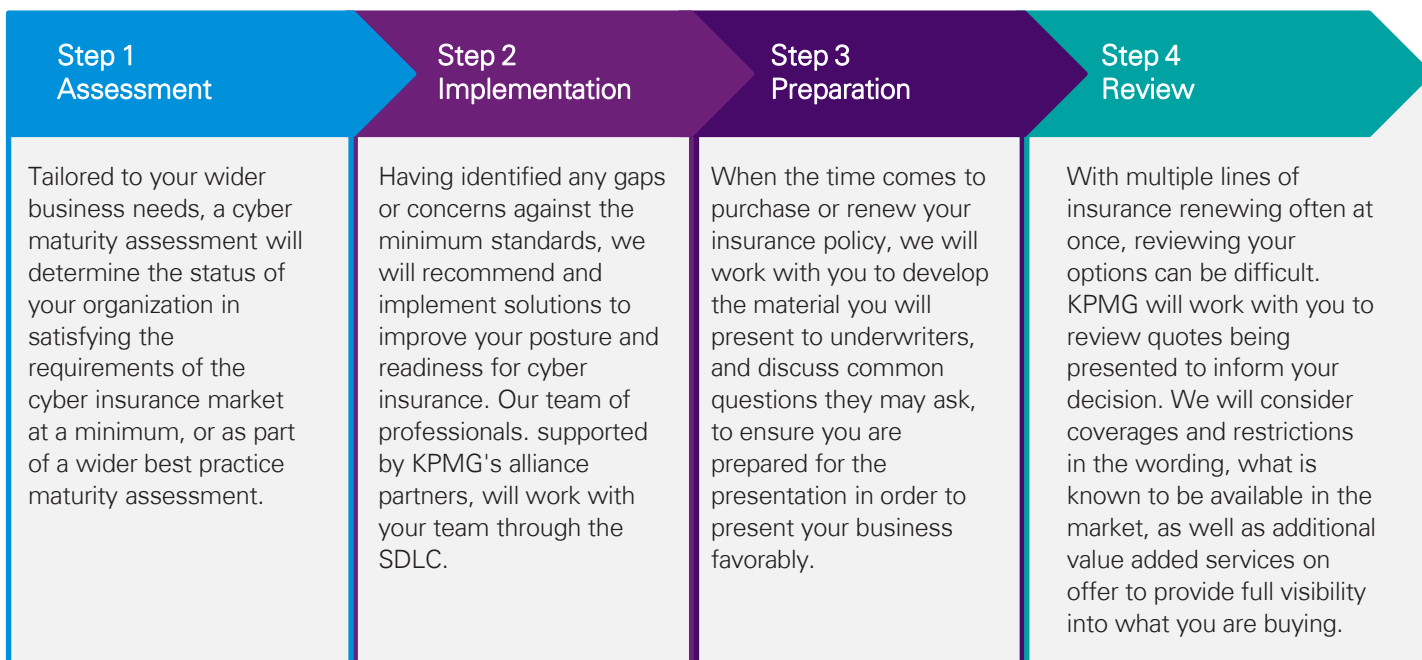 Step 1
Assessment
Tailored to your wider
business needs, a cyber
maturity assessment will
determine the status of
your organization in
satisfying the
requirements of the
cyber insurance market
at a minimum, or as part
of a wider best practice
maturity assessment.
Step 2
Implementation
Having identified any gaps
or concerns against the
minimum standards, we
will recommend and
implement solutions to
improve your posture and
readiness for cyber
insurance. Our team of
professionals. supported
by KPMG's alliance
partners, will work with
your team through the
SDLC.
Step 3
Preparation
When the time comes to
purchase or renew your
insurance policy, we will
work with you to develop
the material you will
present to underwriters,
and discuss common
questions they may ask,
to ensure you are
prepared for the
presentation in order to
present your business
favorably.
Step 4
Review
With multiple lines of
insurance renewing often at
once, reviewing your
options can be difficult.
KPMG will work with you to
review quotes being
presented to inform your
decision. We will consider
coverages and restrictions
in the wording, what is
known to be available in the
market, as well as additional
value added services on
offer to provide full visibility
into what you are buying.